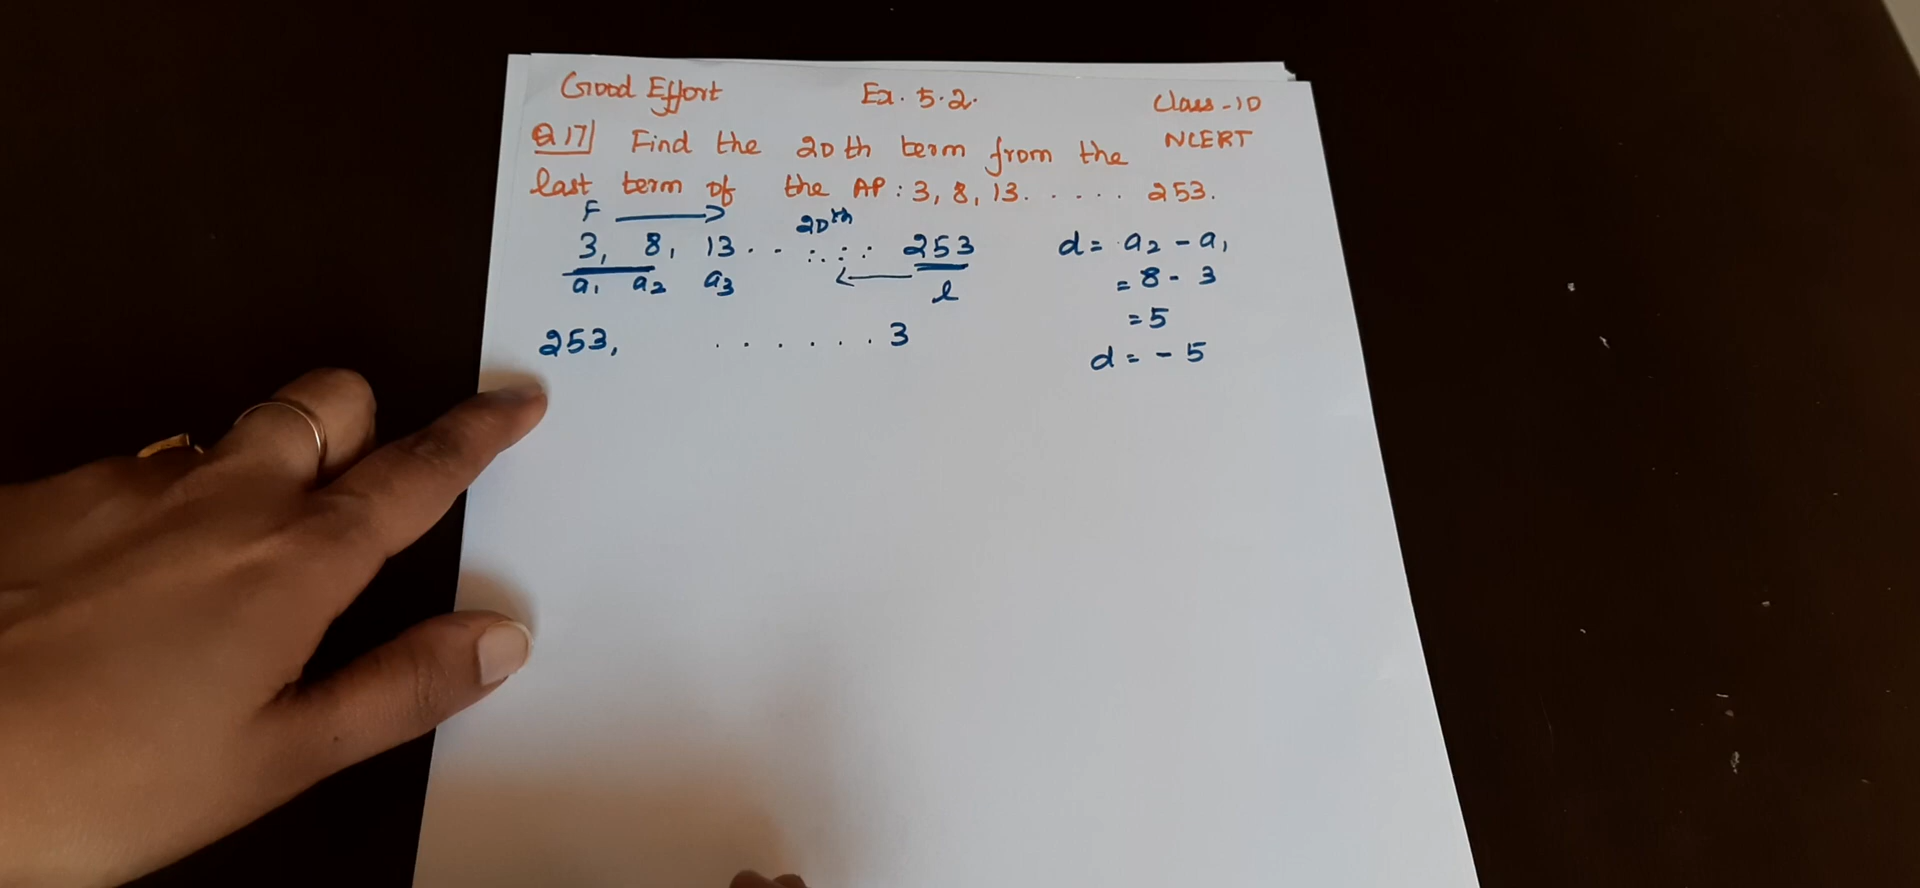 Good Effort Ex. 5.2. Class-10
Q17 Find the 20th term from the NCERT
last term of the AP: 3, 8, 13. . . . . . 253.
F 20th
3, 8, 13 . . . : . : . : . 253 d = a2 - a1
a1 a2 a3 l = 8 - 3
= 5
253, . . . . . . . 3 d = - 5